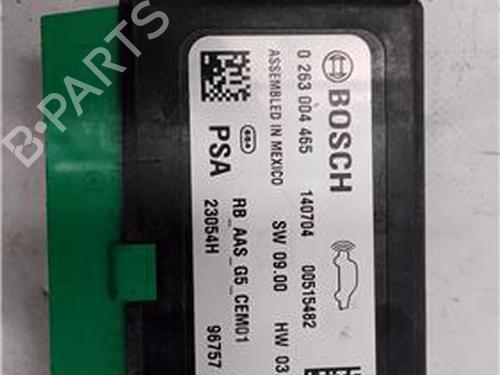 B-PARTS
BOSCH
0 263 004 465 140704 00515482
ASSEMBLED IN MEXICO SW 09.00 HW 03
PSA RB_AAS_G5_CEM01
23054H 96757